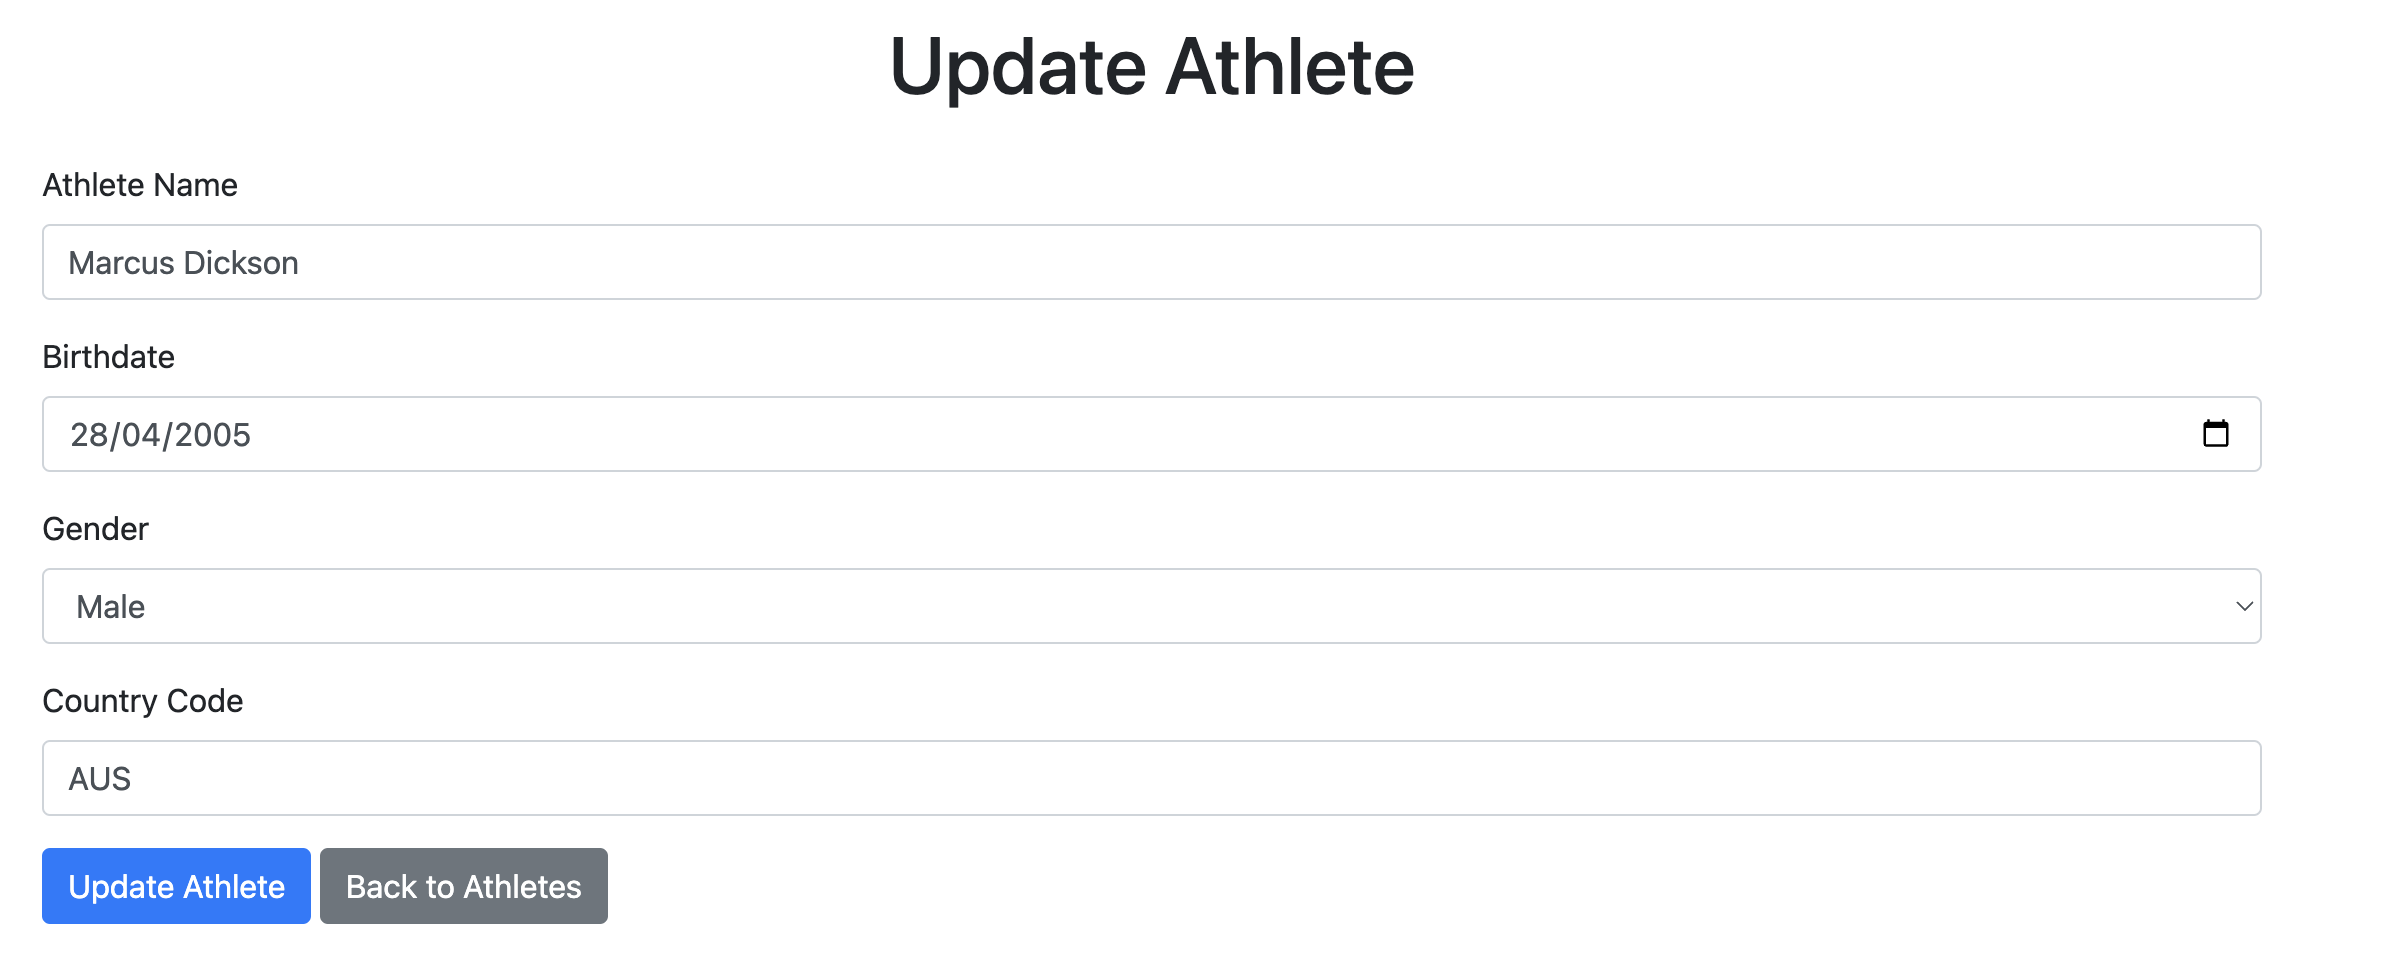 Update Athlete
Athlete Name
Marcus Dickson
Birthdate
28/04/2005
Gender
Male
Country Code
AUS
Update Athlete Back to Athletes